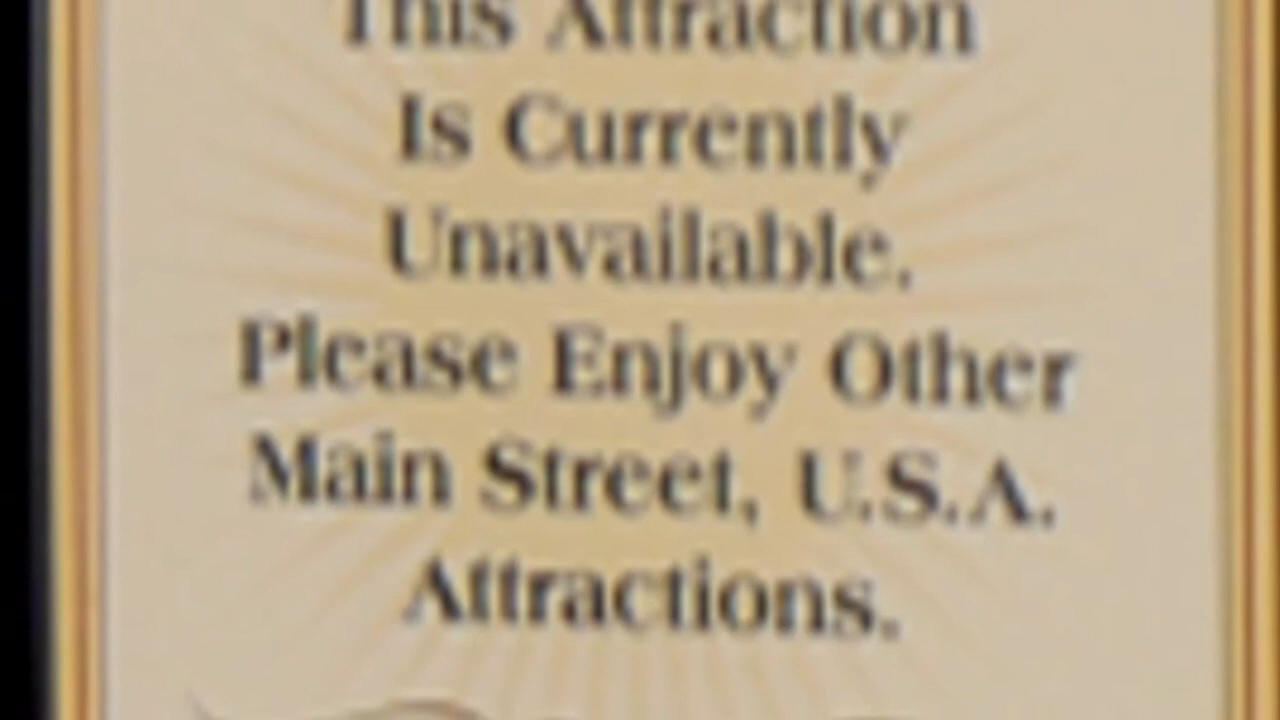 This Attraction
Is Currently
Unavailable.
Please Enjoy Other
Main Street, U.S.A.
Attractions.